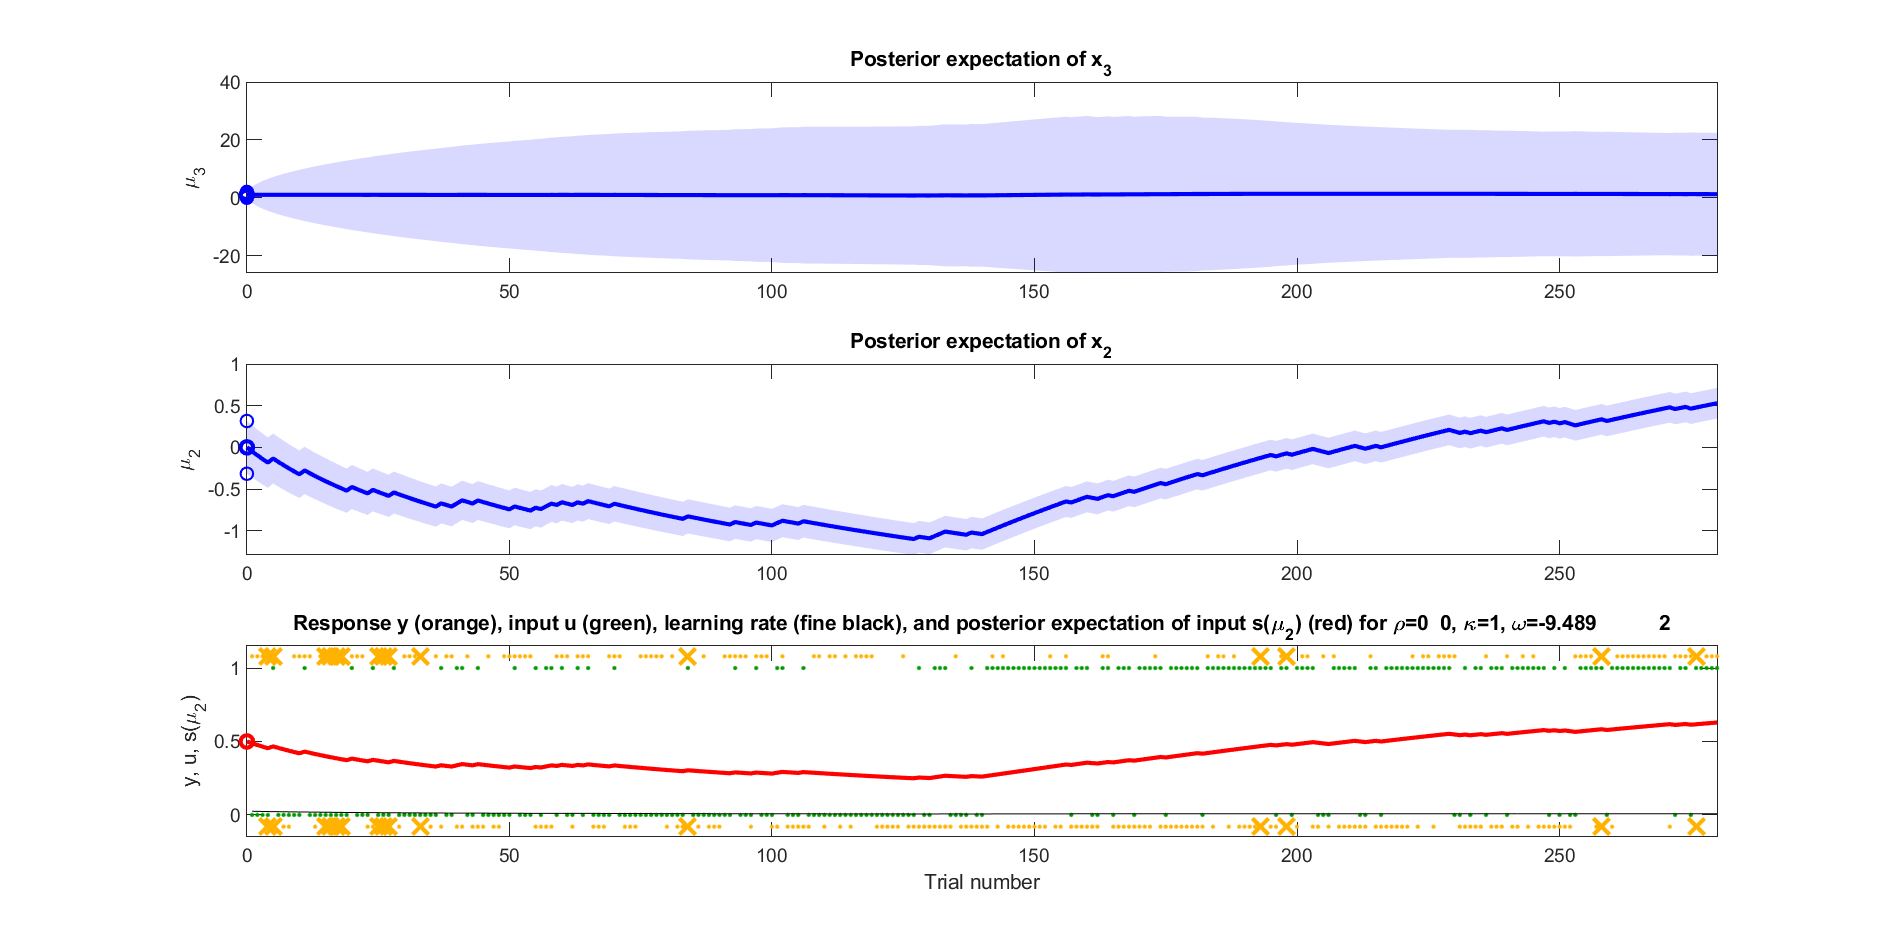 Posterior expectation of x3
40
20
0
-20
μ3
0 50 100 150 200 250
Posterior expectation of x2
1
0.5
0
-0.5
-1
μ2
0 50 100 150 200 250
Response y (orange), input u (green), learning rate (fine black), and posterior expectation of input s(μ2) (red) for ρ=0 0, κ=1, ω=-9.489 2
1
0.5
0
y, u, s(μ2)
0 50 100 150 200 250
Trial number